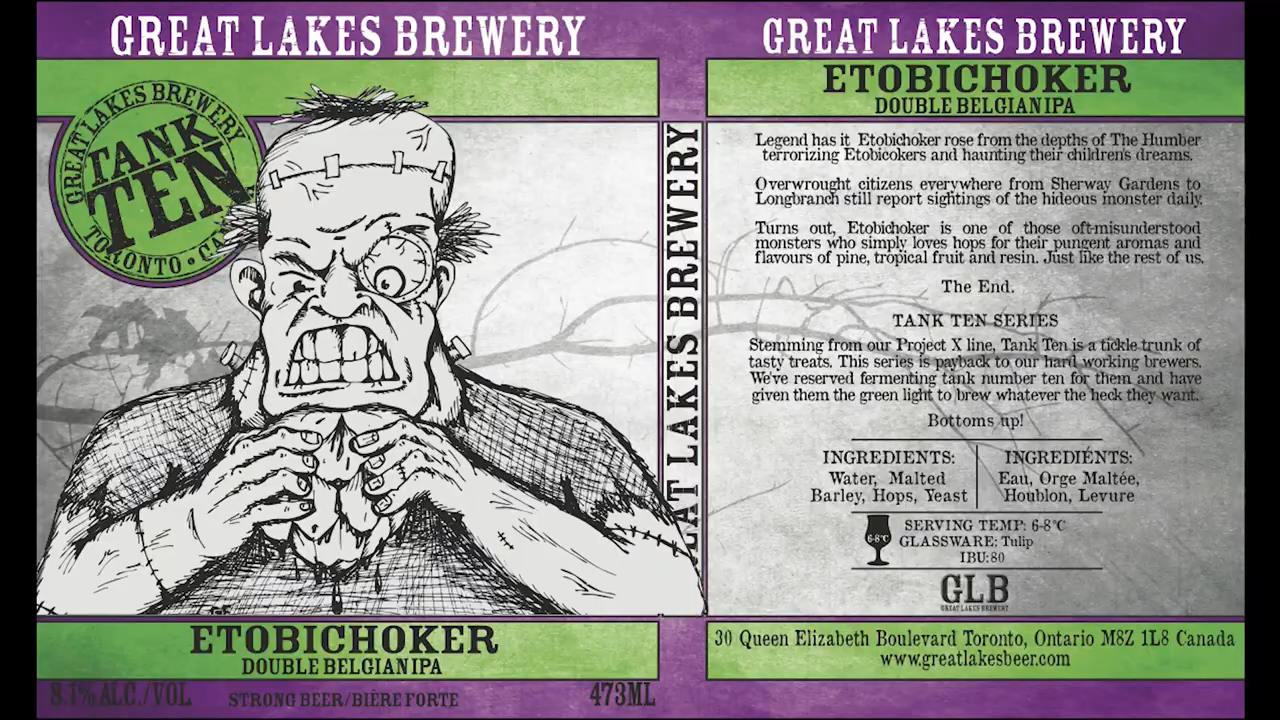 GREAT LAKES BREWERY
GREAT LAKES BREWERY
TANK
TEN
TORONTO • CA
ETOBICHOKER
DOUBLE BELGIAN IPA
8.1% ALC./VOL
STRONG BEER/BIÈRE FORTE
473ML
GREAT LAKES BREWERY
GREAT LAKES BREWERY
ETOBICHOKER
DOUBLE BELGIAN IPA
Legend has it Etobichoker rose from the depths of The Humber
terrorizing Etobicokers and haunting their children's dreams.
Overwrought citizens everywhere from Sherway Gardens to
Longbranch still report sightings of the hideous monster daily.
Turns out, Etobichoker is one of those oft-misunderstood
monsters who simply loves hops for their pungent aromas and
flavours of pine, tropical fruit and resin. Just like the rest of us.
The End.
TANK TEN SERIES
Stemming from our Project X line, Tank Ten is a tickle trunk of
tasty treats. This series is payback to our hard working brewers.
We've reserved fermenting tank number ten for them and have
given them the green light to brew whatever the heck they want.
Bottoms up!
INGREDIENTS:
Water, Malted
Barley, Hops, Yeast
INGREDIÉNTS:
Eau, Orge Maltée,
Houblon, Levure
6-8°C
SERVING TEMP: 6-8°C
GLASSWARE: Tulip
IBU: 80
GLB
GREAT LAKES BREWERY
30 Queen Elizabeth Boulevard Toronto, Ontario M8Z 1L8 Canada
www.greatlakesbeer.com